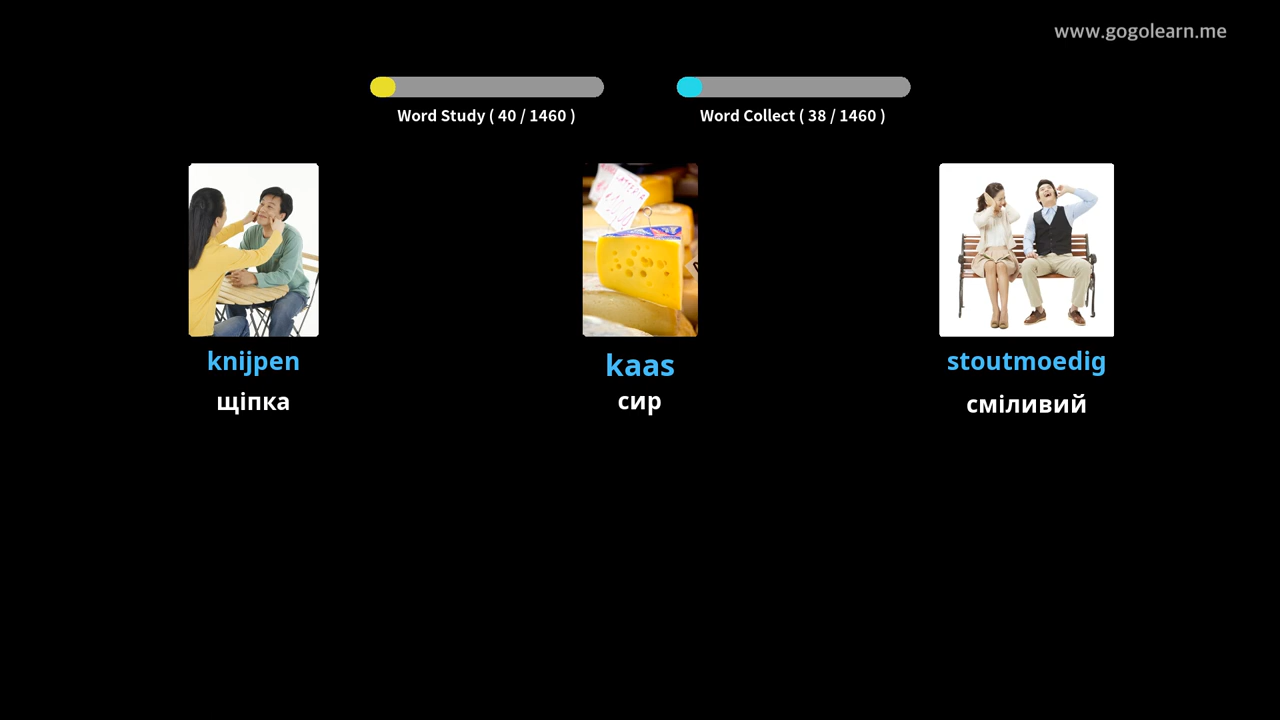 www.gogolearn.me
Word Study ( 40 / 1460 )
Word Collect ( 38 / 1460 )
knijpen
kaas
stoutmoedig
щіпка
сир
сміливий